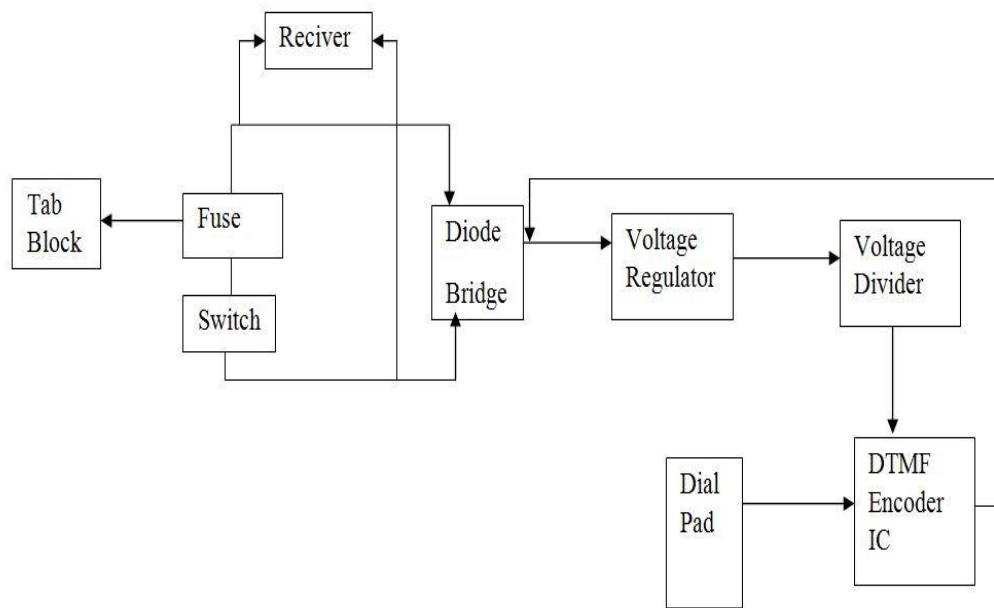 Reciver
Tab
Block
Fuse
Switch
Diode
Bridge
Voltage
Regulator
Voltage
Divider
Dial
Pad
DTMF
Encoder
IC